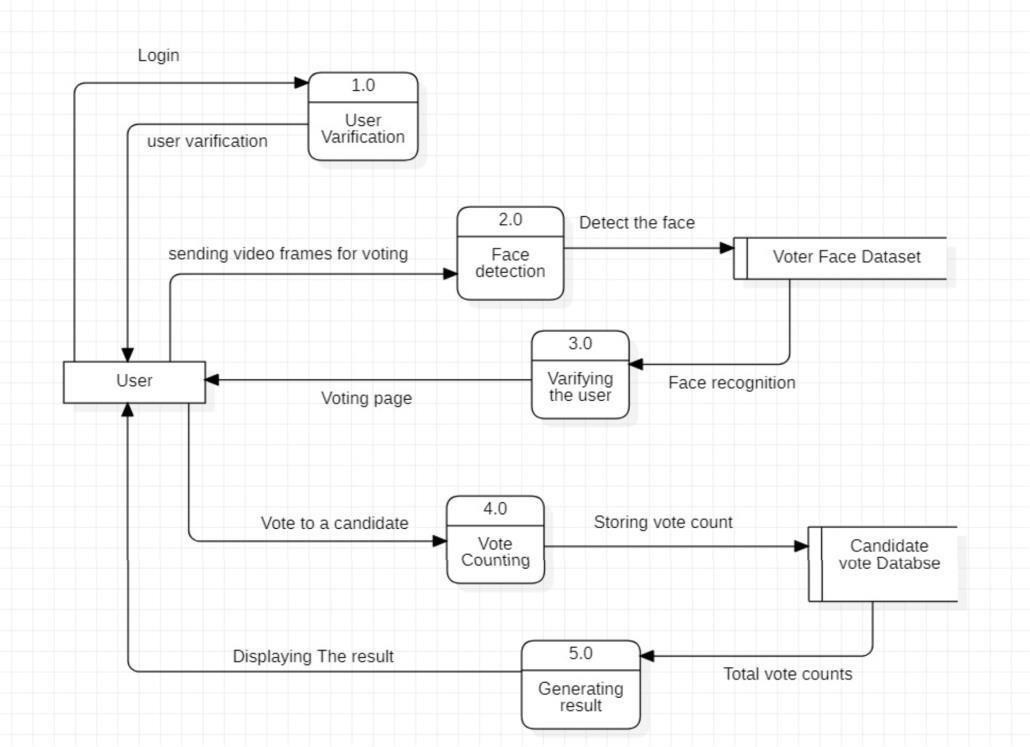 Login
1.0
User
Varification
user varification
2.0
Face
detection
Detect the face
sending video frames for voting
Voter Face Dataset
3.0
Varifying
the user
User
Voting page
Face recognition
4.0
Vote
Counting
Vote to a candidate
Storing vote count
Candidate
vote Databse
5.0
Generating
result
Displaying The result
Total vote counts